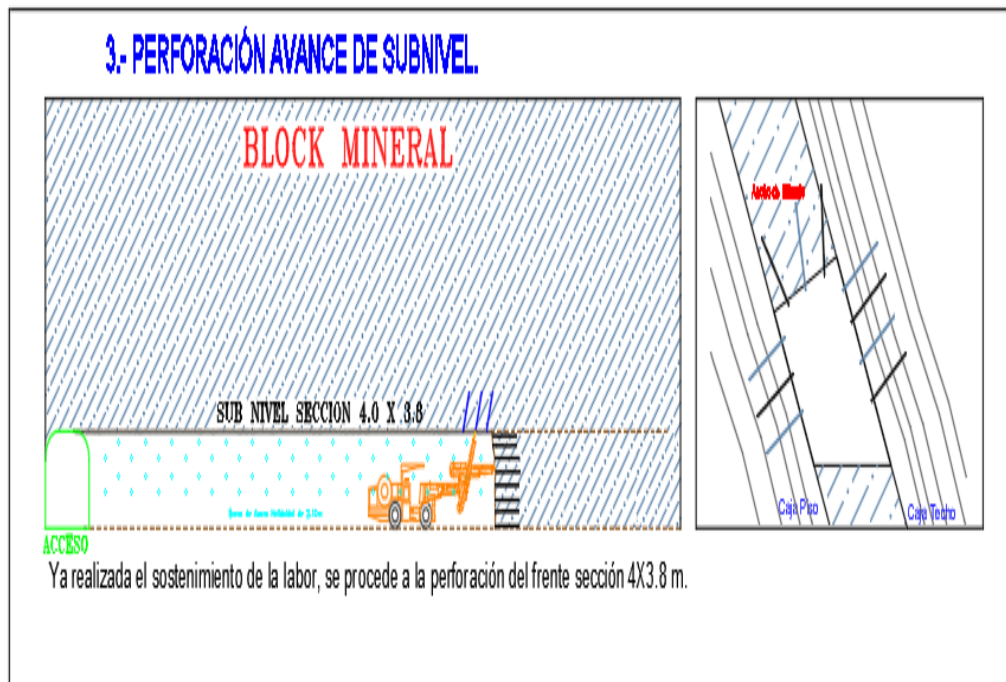 3.- PERFORACIÓN AVANCE DE SUBNIVEL.
BLOCK MINERAL
SUB NIVEL SECCION 4.0 X 3.8
ACCESO
Caja Piso
Caja Techo
Ya realizada el sostenimiento de la labor, se procede a la perforación del frente sección 4X3.8 m.